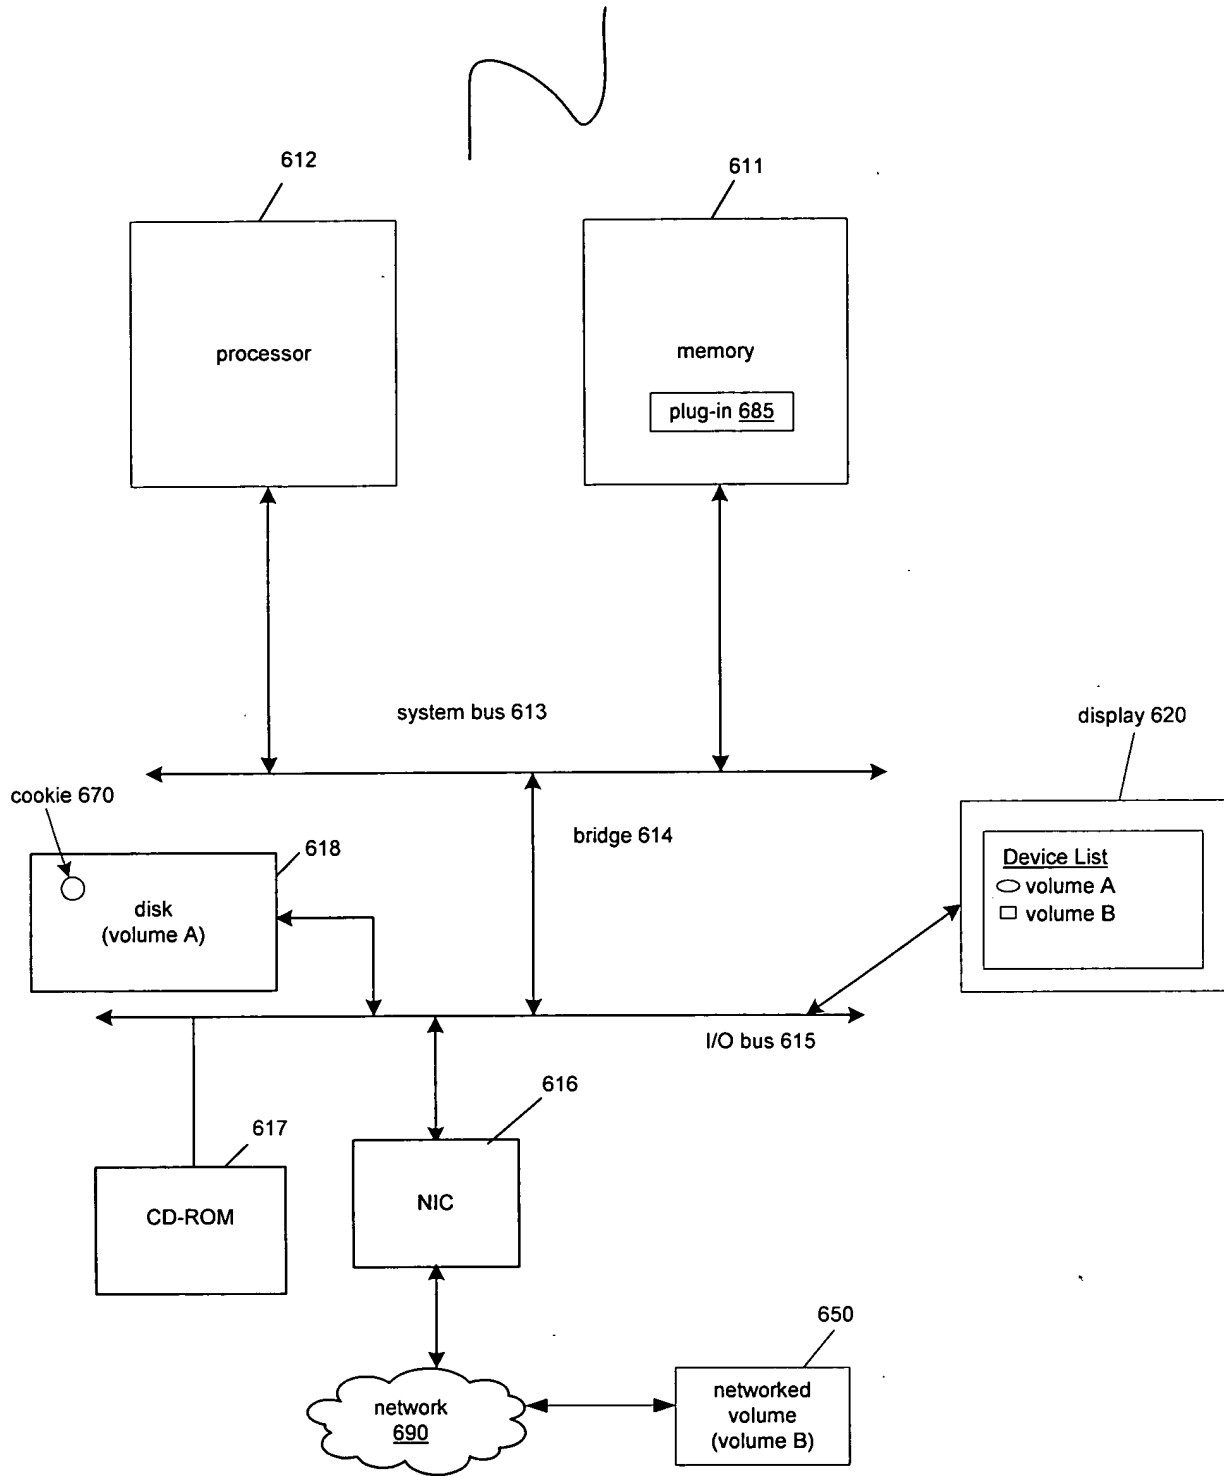 612
611
processor
memory
plug-in 685
system bus 613
display 620
cookie 670
bridge 614
618
Device List
volume A
volume B
disk
(volume A)
I/O bus 615
616
617
NIC
CD-ROM
650
network
690
networked
volume
(volume B)